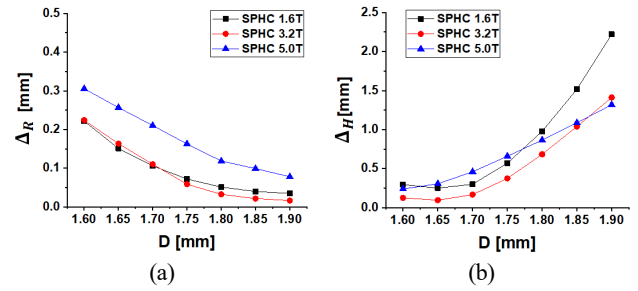 0.5
0.4
0.3
0.2
0.1
0.0
Δ_R [mm]
SPHC 1.6T
SPHC 3.2T
SPHC 5.0T
1.60 1.65 1.70 1.75 1.80 1.85 1.90
D [mm]
(a)
2.5
2.0
1.5
1.0
0.5
0.0
Δ_H[mm]
SPHC 1.6T
SPHC 3.2T
SPHC 5.0T
1.60 1.65 1.70 1.75 1.80 1.85 1.90
D [mm]
(b)